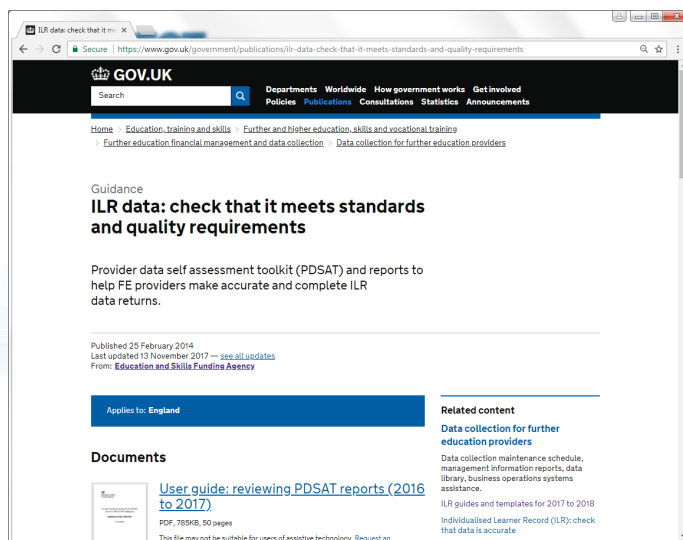 ILR data: check that it m
Secure | https://www.gov.uk/government/publications/ilr-data-check-that-it-meets-standards-and-quality-requirements
GOV.UK
Search
Departments Worldwide How government works Get involved
Policies Publications Consultations Statistics Announcements
Home > Education, training and skills > Further and higher education, skills and vocational training
> Further education financial management and data collection > Data collection for further education providers
Guidance
ILR data: check that it meets standards
and quality requirements
Provider data self assessment toolkit (PDSAT) and reports to
help FE providers make accurate and complete ILR
data returns.
Published 25 February 2014
Last updated 13 November 2017 — see all updates
From: Education and Skills Funding Agency
Applies to: England
Related content
Data collection for further
education providers
Data collection maintenance schedule,
management information reports, data
library, business operations systems
assistance.
ILR guides and templates for 2017 to 2018
Individualised Learner Record (ILR): check
that data is accurate
Documents
User guide: reviewing PDSAT reports (2016
to 2017)
PDF, 785KB, 50 pages
This file may not be suitable for users of assistive technology. Request an